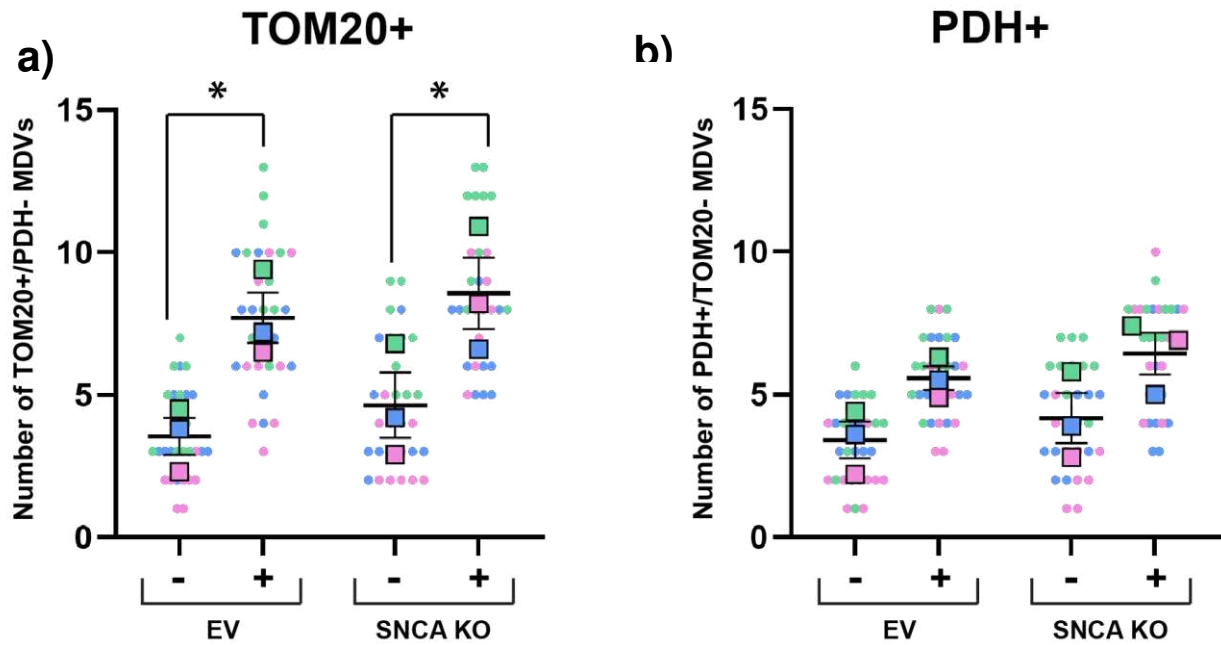 TOM20+
a)
* *
Number of TOM20+/PDH- MDVs
15
10
5
0
- + - +
EV SNCA KO
PDH+
b)
Number of PDH+/TOM20- MDVs
15
10
5
0
- + - +
EV SNCA KO